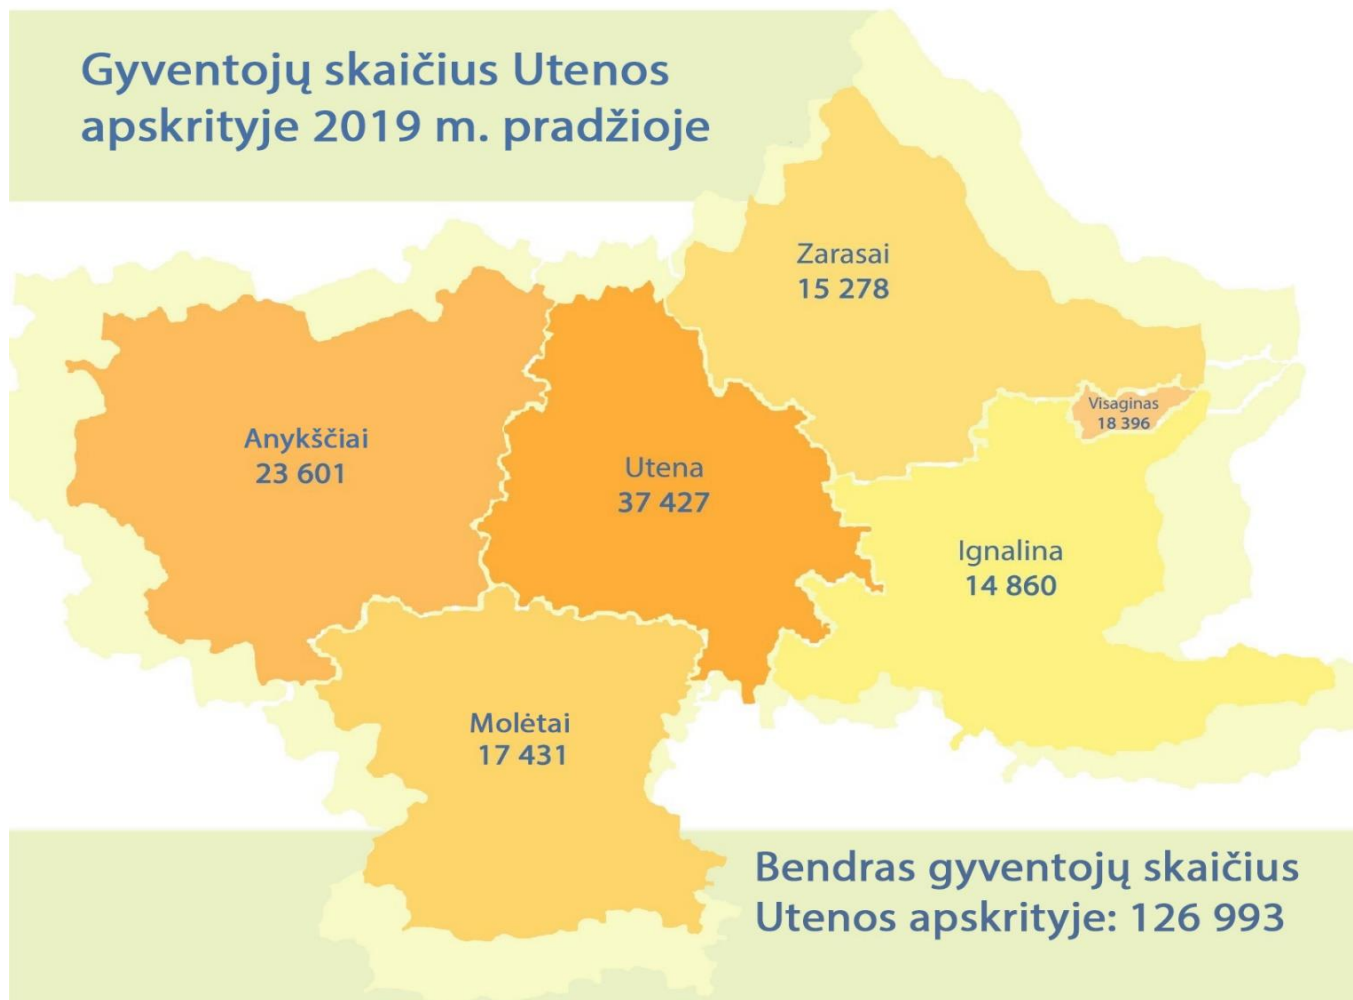 Gyventojų skaičius Utenos
apskrityje 2019 m. pradžioje
Zarasai
15 278
Visaginas
18 396
Anykščiai
23 601
Utena
37 427
Ignalina
14 860
Molėtai
17 431
Bendras gyventojų skaičius
Utenos apskrityje: 126 993